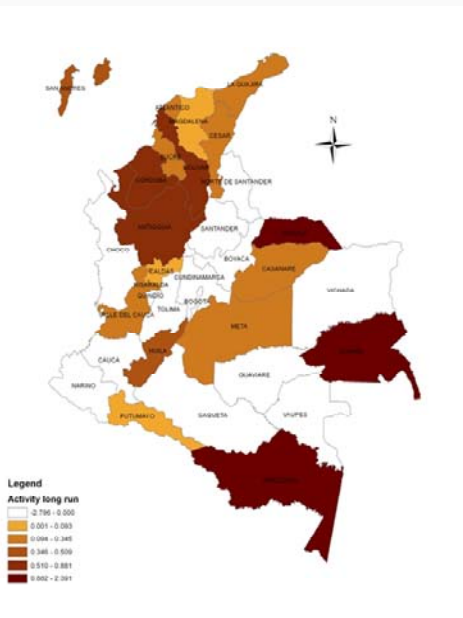 SAN ANDRES
LA GUAJIRA
ATLANTICO
MAGDALENA
CESAR
SUCRE
BOLIVAR
CORDOBA
NORTE DE SANTANDER
ANTIOQUIA
SANTANDER
CHOCO
BOYACA
CASANARE
CALDAS
CUNDINAMARCA
VICHADA
RISARALDA
QUINDIO
BOGOTA
TOLIMA
VALLE DEL CAUCA
META
HUILA
CAUCA
GUAVIARE
NARINO
PUTUMAYO
VAUPES
N
Legend
Activity long run
-2.796 - 0.000
0.001 - 0.093
0.094 - 0.345
0.346 - 0.509
0.510 - 0.881
0.882 - 2.391